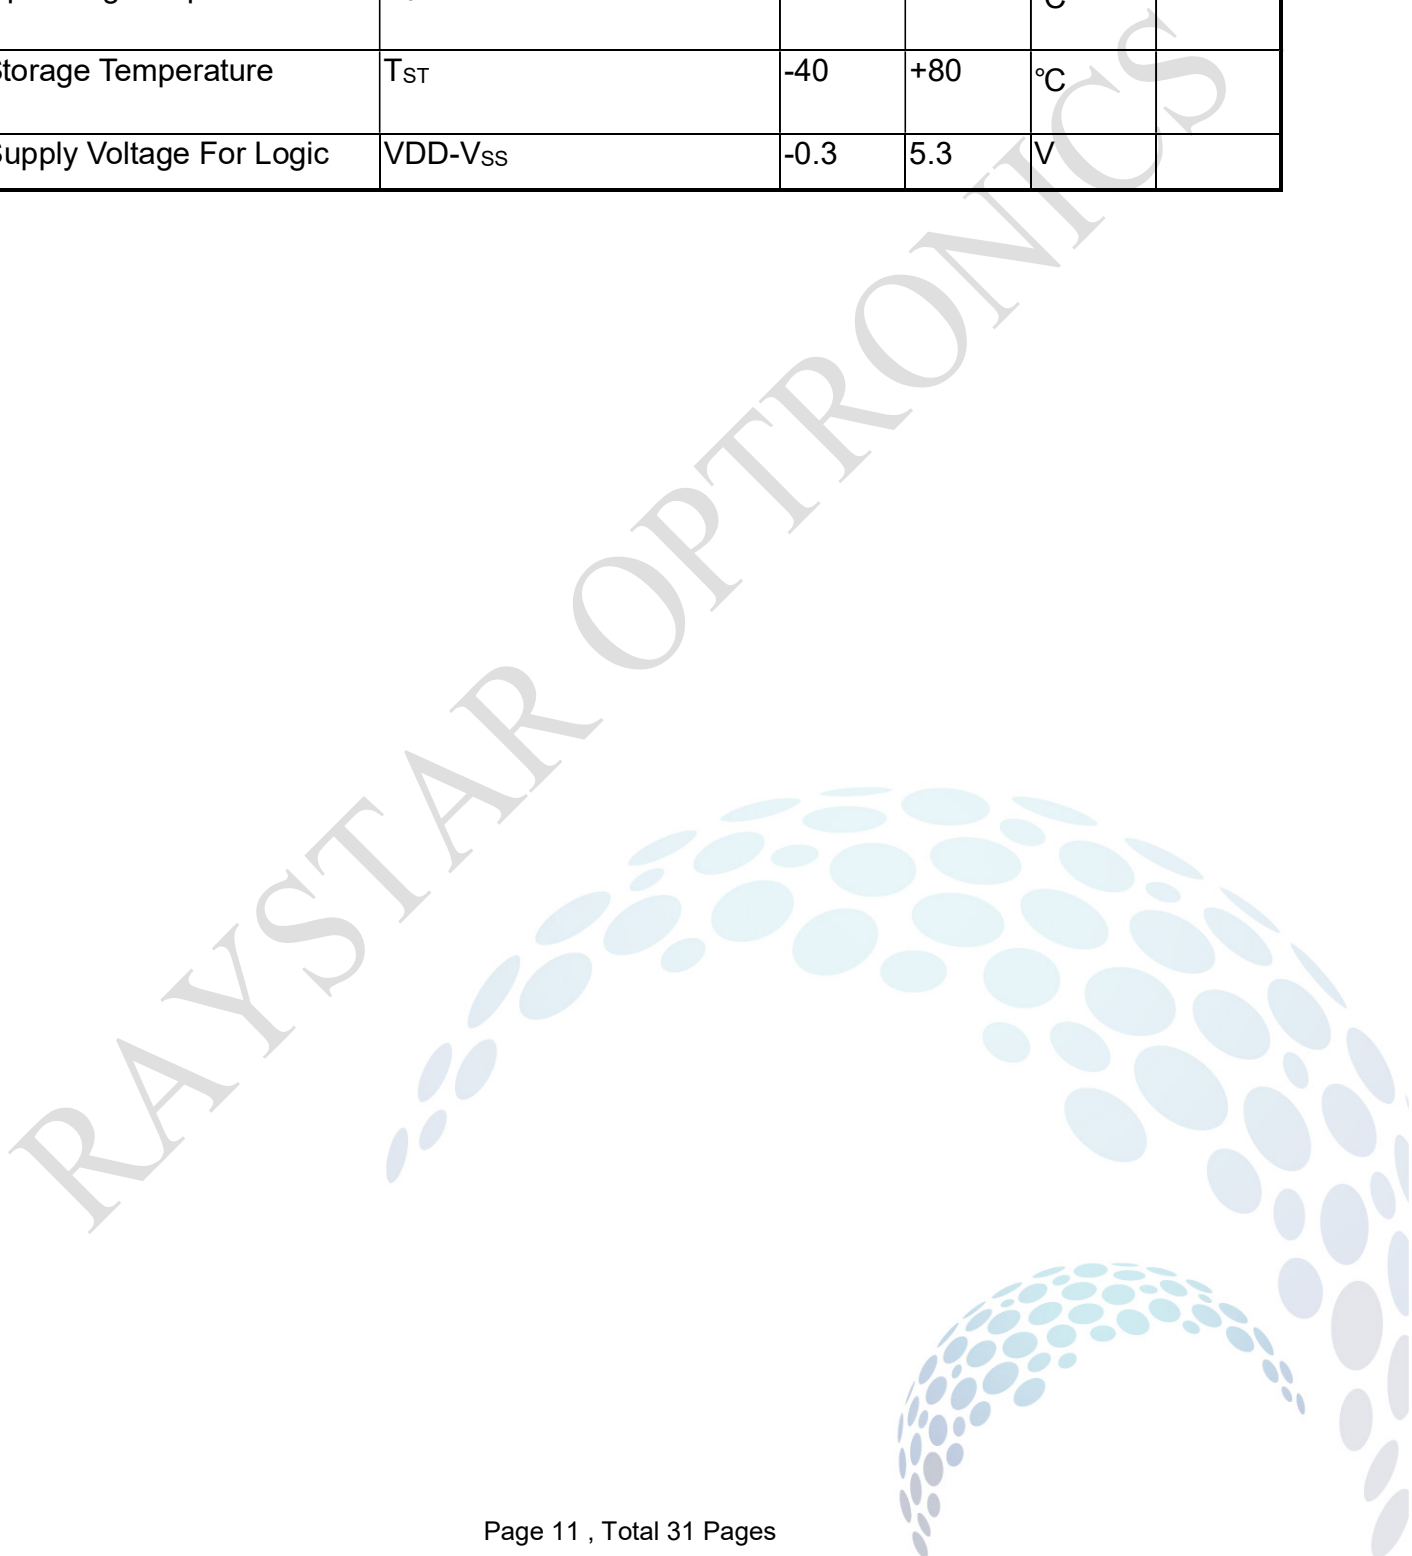 ℃
Storage Temperature TST -40 +80 ℃
Supply Voltage For Logic VDD-VSS -0.3 5.3 V
RAYSTAR OPTRONICS
Page 11 , Total 31 Pages